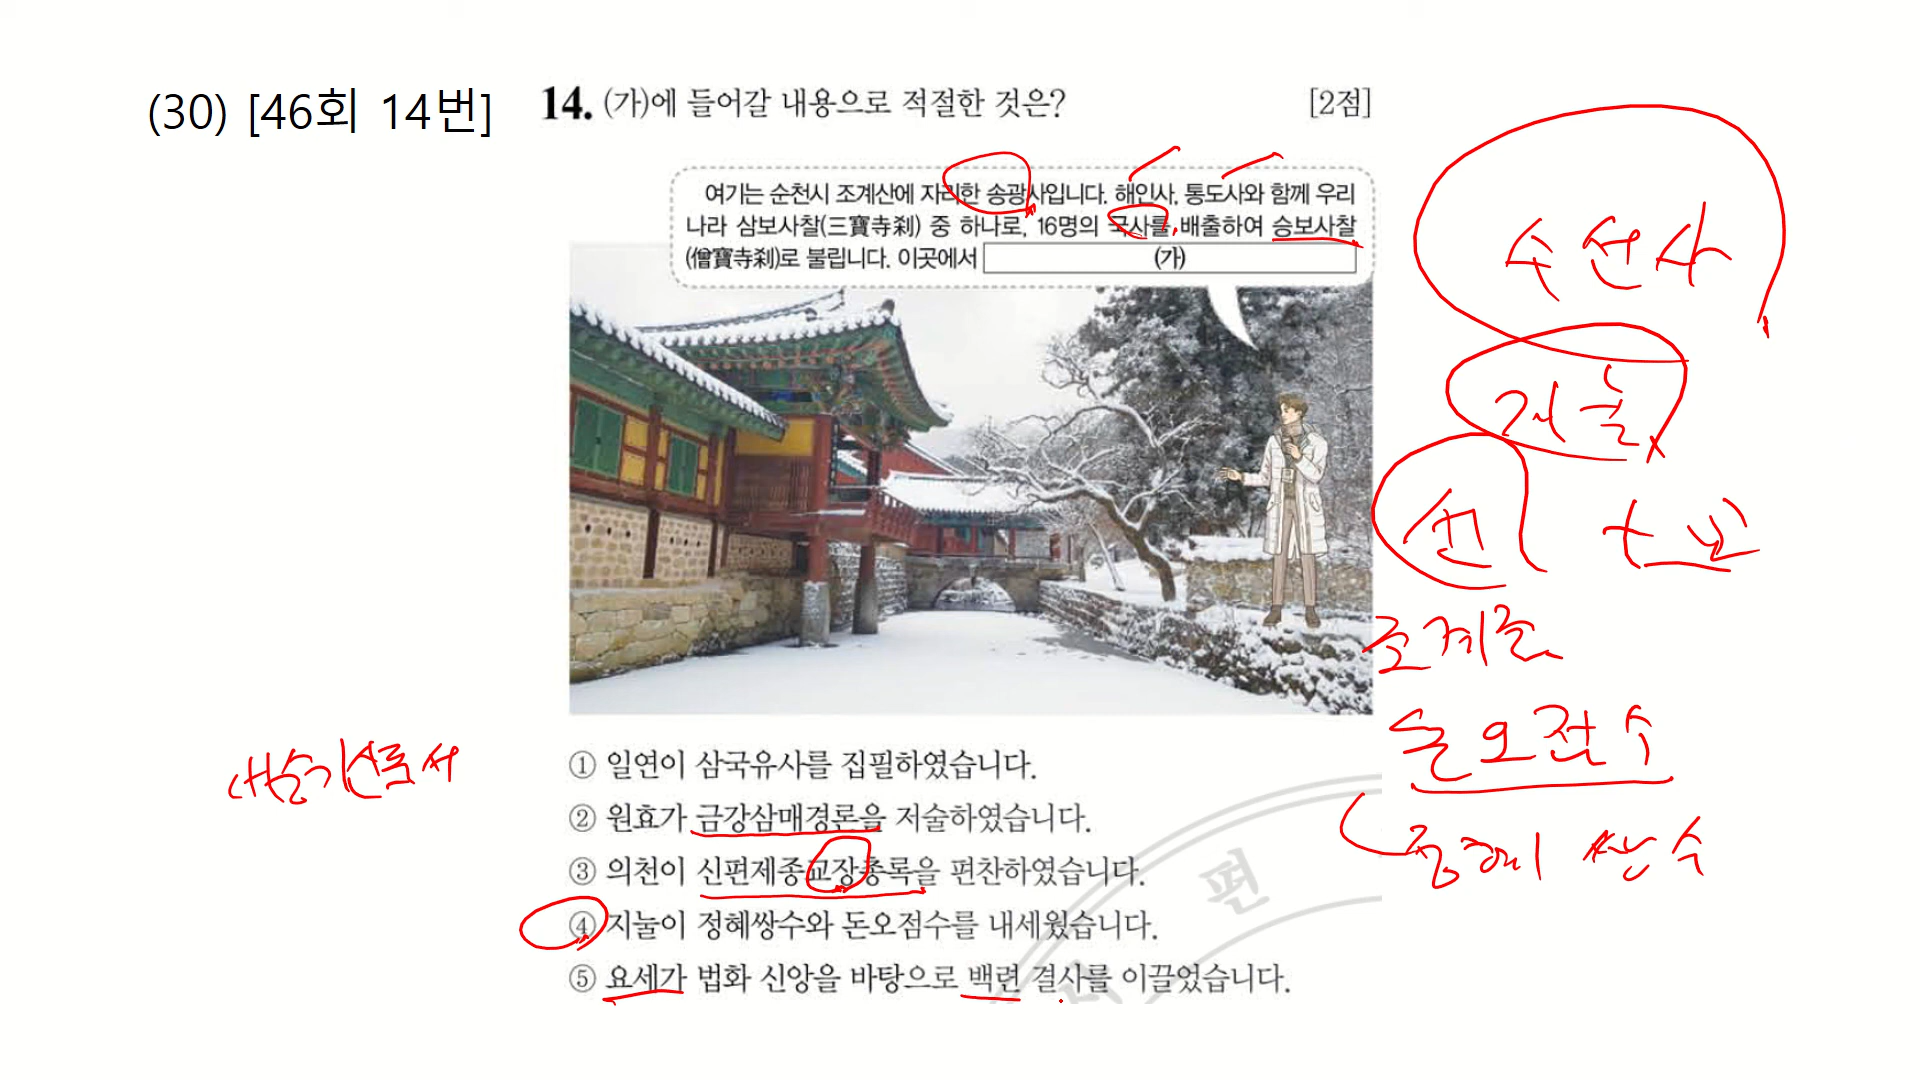 (30) [46회 14번]
14. (가)에 들어갈 내용으로 적절한 것은? [2점]
여기는 순천시 조계산에 자리한 송광사입니다. 해인사, 통도사와 함께 우리
나라 삼보사찰(三寶寺刹) 중 하나로, 16명의 국사를 배출하여 승보사찰
(僧寶寺刹)로 불립니다. 이곳에서 (가)
수선사
지눌
선 + 교
조계종
돈오점수
정혜쌍수
대승기신론서
① 일연이 삼국유사를 집필하였습니다.
② 원효가 금강삼매경론을 저술하였습니다.
③ 의천이 신편제종교장총록을 편찬하였습니다.
④ 지눌이 정혜쌍수와 돈오점수를 내세웠습니다.
⑤ 요세가 법화 신앙을 바탕으로 백련 결사를 이끌었습니다.
편